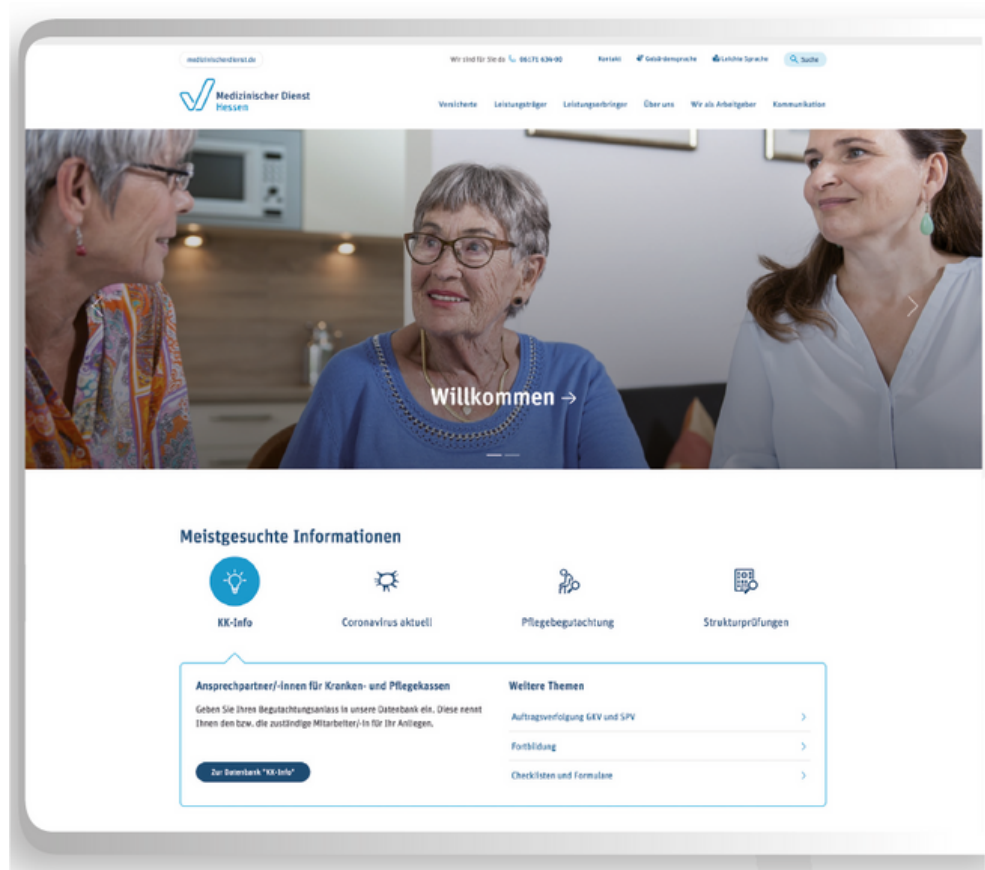 medizinischerdienst.de
Wir sind für Sie da 06171 634-00
Kontakt
Gebärdensprache
Leichte Sprache
Suche
Medizinischer Dienst
Hessen
Versicherte
Leistungsträger
Leistungserbringer
Über uns
Wir als Arbeitgeber
Kommunikation
Willkommen →
Meistgesuchte Informationen
KK-Info
Coronavirus aktuell
Pflegebegutachtung
Strukturprüfungen
Ansprechpartner/-innen für Kranken- und Pflegekassen
Geben Sie Ihren Begutachtungsanlass in unsere Datenbank ein. Diese nennt
Ihnen den bzw. die zuständige Mitarbeiter/-in für Ihr Anliegen.
Zur Datenbank "KK-Info"
Weitere Themen
Auftragsverfolgung GKV und SPV
Fortbildung
Checklisten und Formulare